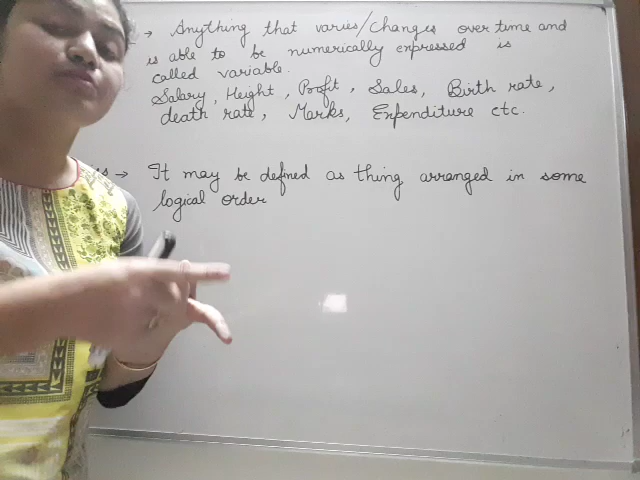 → Anything that varies/changes over time and
is able to be numerically expressed is
called variable.
Salary, Height, Profit, Sales, Birth rate,
death rate, Marks, Expenditure etc.
→ It may be defined as thing arranged in some
logical order